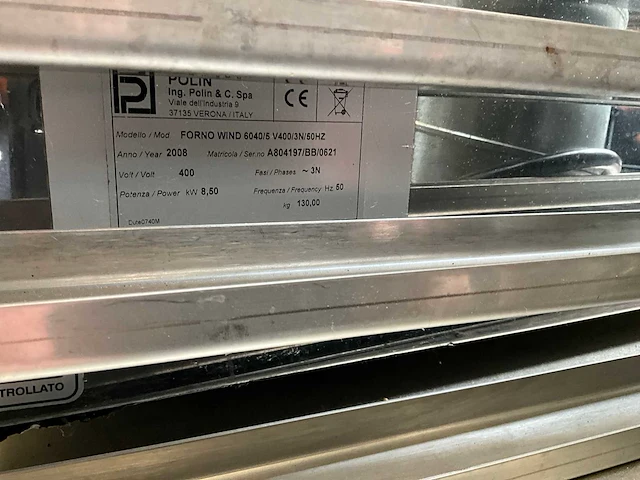 POLIN
Ing. Polin & C. Spa
Viale dell'Industria 9
37135 VERONA / ITALY
CE
Modello / Mod FORNO WIND 6040/5 V400/3N/50HZ
Anno / Year 2008 Matricola / Ser.no A804197/BB/0621
Volt / Volt 400 Fasi / Phases ~ 3N
Potenza / Power kW 8,50 Frequenza / Frequency Hz. 50
kg 130,00
TROLLATO